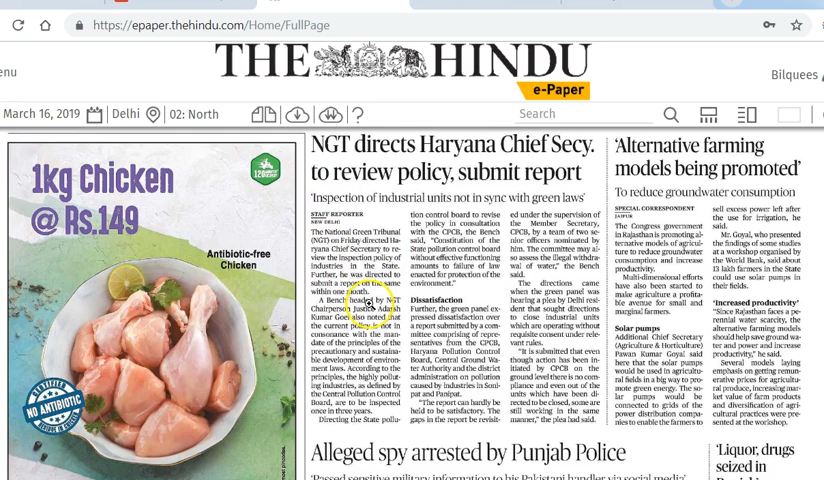 https://epaper.thehindu.com/Home/FullPage
THE HINDU
e-Paper
enu
Bilquees
March 16, 2019 Delhi 02: North Search
1kg Chicken
@ Rs.149
Antibiotic-free
Chicken
CERTIFIED
NO ANTIBIOTIC
RESIDUE IN CHICKEN
NGT directs Haryana Chief Secy.
to review policy, submit report
‘Inspection of industrial units not in sync with green laws’
STAFF REPORTER
NEW DELHI
The National Green Tribunal
(NGT) on Friday directed Ha-
ryana Chief Secretary to re-
view the inspection policy of
industries in the State.
Further, he was directed to
submit a report on the same
within one month.
A Bench headed by NGT
Chairperson Justice Adarsh
Kumar Goel also noted that
the current policy is not in
consonance with the man-
date of the principles of the
precautionary and sustaina-
ble development of environ-
ment laws. According to the
principles, the highly pollut-
ing industries, as defined by
the Central Pollution Control
Board, are to be inspected
once in three years.
Directing the State pollu-
tion control board to revise
the policy in consultation
with the CPCB, the Bench
said, “Constitution of the
State pollution control board
without effective functioning
amounts to failure of law
enacted for protection of the
environment.”
Dissatisfaction
Further, the green panel ex-
pressed dissatisfaction over
a report submitted by a com-
mittee comprising of repre-
sentatives from the CPCB,
Haryana Pollution Control
Board, Central Ground Wa-
ter Authority and the district
administration on pollution
caused by industries in Soni-
pat and Panipat.
“The report can hardly be
held to be satisfactory. The
gaps in the report be revisit-
ed under the supervision of
the Member Secretary,
CPCB, by a team of two se-
nior officers nominated by
him. The committee may al-
so assess the illegal withdra-
wal of water,” the Bench
said.
The directions came
when the green panel was
hearing a plea by Delhi resi-
dent that sought directions
to close industrial units
which are operating without
requisite consent under rele-
vant rules.
“It is submitted that even
though action has been in-
itiated by CPCB on the
ground level there is no com-
pliance and even out of the
units which have been di-
rected to be closed, some are
still working in the same
manner,” the plea had said.
‘Alternative farming
models being promoted’
To reduce groundwater consumption
SPECIAL CORRESPONDENT
JAIPUR
The Congress government
in Rajasthan is promoting al-
ternative models of agricul-
ture to reduce groundwater
consumption and increase
productivity.
Multi-dimensional efforts
have also been started to
make agriculture a profita-
ble avenue for small and
marginal farmers.
Solar pumps
Additional Chief Secretary
(Agriculture & Horticulture)
Pawan Kumar Goyal said
here that the solar pumps
would be used in agricultu-
ral fields in a big way to pro-
mote green energy. The so-
lar pumps would be
connected to grids of the
power distribution compa-
nies to enable the farmers to
sell excess power left after
the use for irrigation, he
said.
Mr. Goyal, who presented
the findings of some studies
at a workshop organised by
the World Bank, said about
13 lakh farmers in the State
could use solar pumps in
their fields.
‘Increased productivity’
“Since Rajasthan faces a pe-
rennial water scarcity, the
alternative farming models
should help save ground wa-
ter and power and increase
productivity,” he said.
Several models laying
emphasis on getting remun-
erative prices for agricultural
produce, increasing mar-
ket value of farm products
and diversification of agri-
cultural practices were pre-
sented at the workshop.
Alleged spy arrested by Punjab Police
‘Passed sensitive military information to his Pakistani handler via social media’
‘Liquor, drugs
seized in